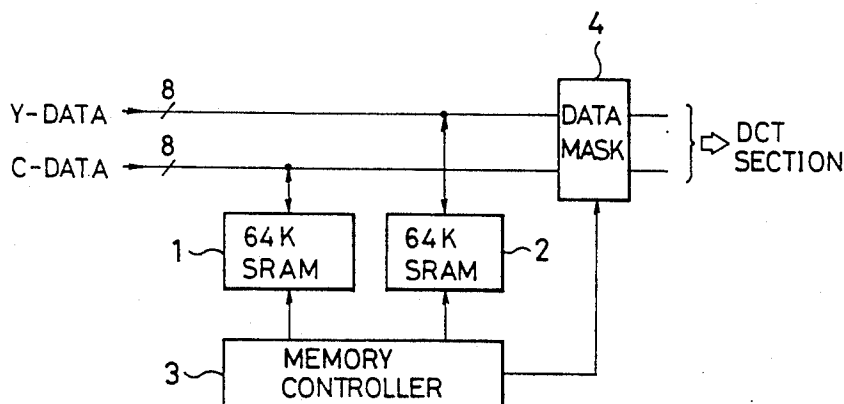 4
8
Y-DATA
DATA
MASK
8
C-DATA
DCT
SECTION
1
64K
SRAM
64K
SRAM
2
3
MEMORY
CONTROLLER